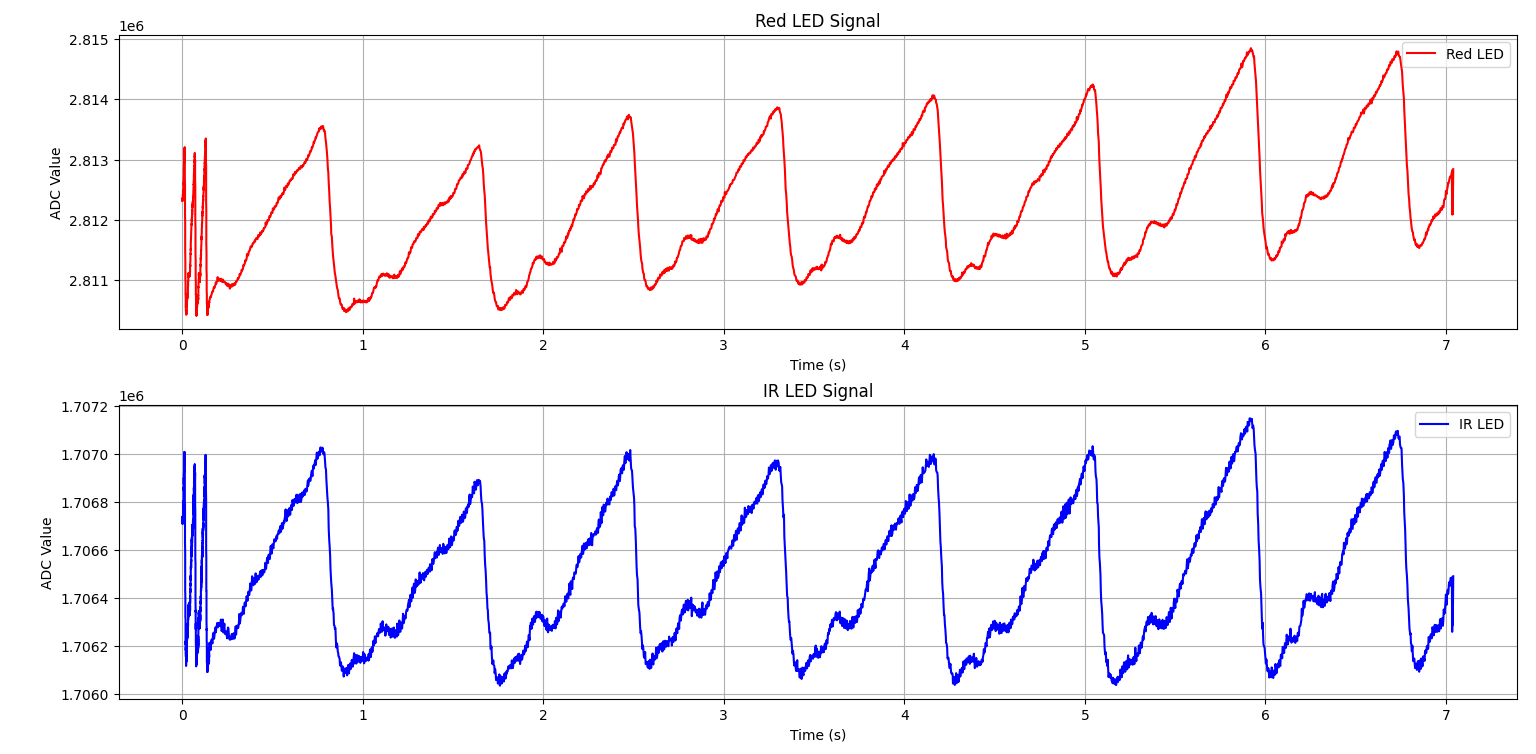 Red LED Signal
1e6
2.815
2.814
2.813
2.812
2.811
ADC Value
Red LED
0 1 2 3 4 5 6 7
Time (s)
IR LED Signal
1e6
1.7072
1.7070
1.7068
1.7066
1.7064
1.7062
1.7060
ADC Value
IR LED
0 1 2 3 4 5 6 7
Time (s)